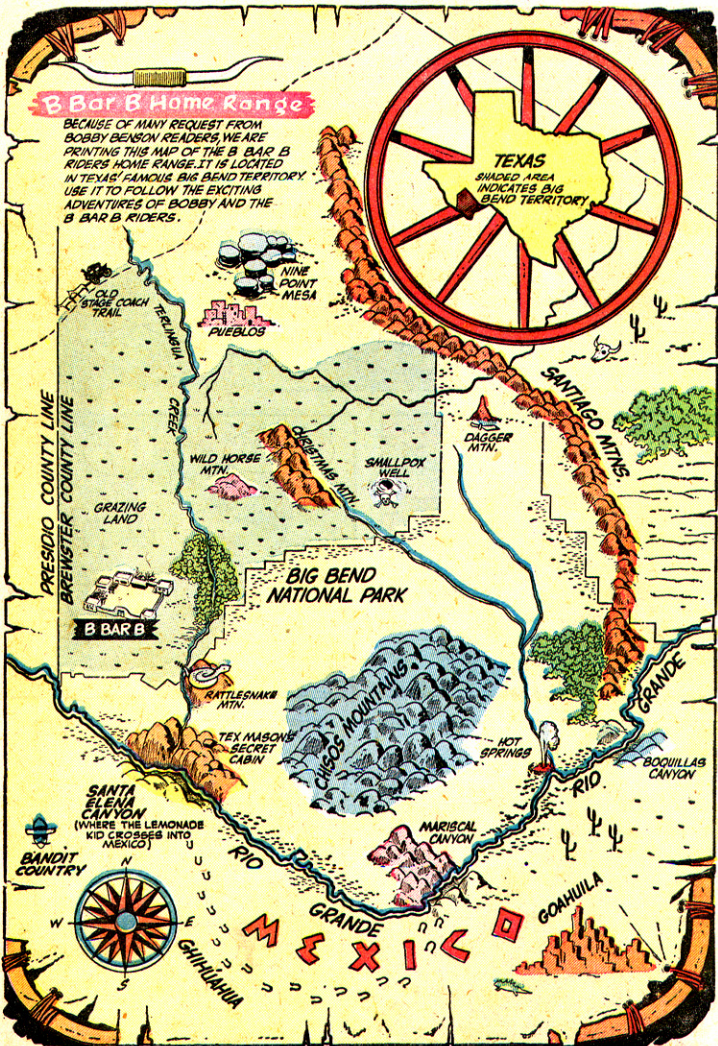 B Bar B Home Range
BECAUSE OF MANY REQUEST FROM
BOBBY BENSON READERS, WE ARE
PRINTING THIS MAP OF THE B BAR B
RIDERS HOME RANGE. IT IS LOCATED
IN TEXAS' FAMOUS BIG BEND TERRITORY.
USE IT TO FOLLOW THE EXCITING
ADVENTURES OF BOBBY AND THE
B BAR B RIDERS.
TEXAS
SHADED AREA
INDICATES BIG
BEND TERRITORY
NINE
POINT
MESA
OLD
STAGE COACH
TRAIL
PUEBLOS
TERLINGUA
CREEK
SANTIAGO MTNS.
DAGGER
MTN.
CHRISTMAS MTN.
WILD HORSE
MTN.
SMALLPOX
WELL
PRESIDIO COUNTY LINE
BREWSTER COUNTY LINE
GRAZING
LAND
BIG BEND
NATIONAL PARK
B BAR B
RATTLESNAKE
MTN.
CHISOS MOUNTAINS
TEX MASON'S
SECRET
CABIN
HOT
SPRINGS
RIO
GRANDE
BOQUILLAS
CANYON
SANTA
ELENA
CANYON
(WHERE THE LEMONADE
KID CROSSES INTO
MEXICO)
MARISCAL
CANYON
BANDIT
COUNTRY
RIO
GRANDE
N
W
E
S
MEXICO
GOAHUILA
GHIHUAHUA